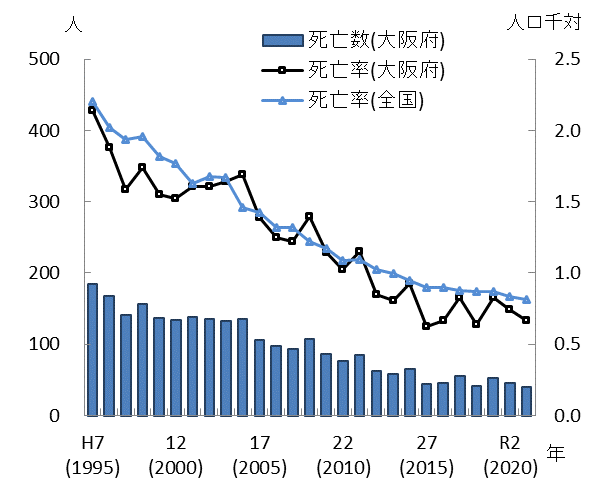 人
人口千対
死亡数(大阪府)
死亡率(大阪府)
死亡率(全国)
500 2.5
400 2.0
300 1.5
200 1.0
100 0.5
0 0.0
H7 12 17 22 27 R2 年
(1995) (2000) (2005) (2010) (2015) (2020)